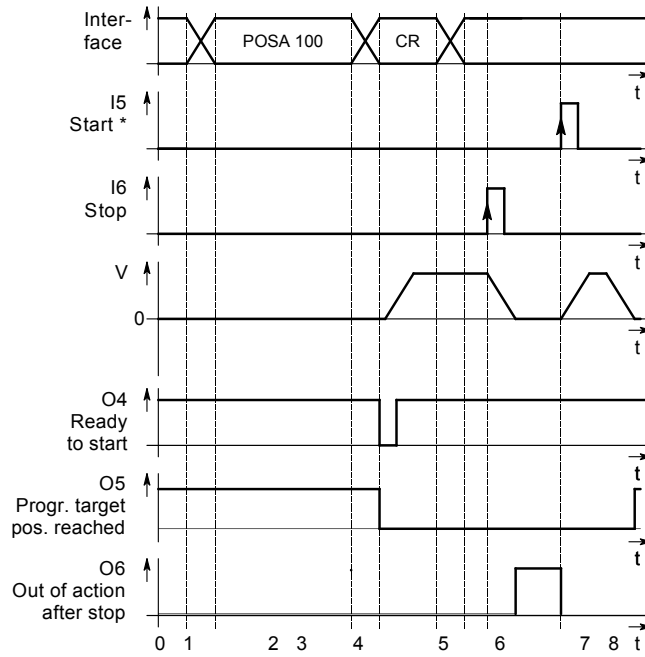 Inter-
face
POSA 100
CR
t
I5
Start *
t
I6
Stop
t
V
0
t
O4
Ready
to start
t
O5
Progr. target
pos. reached
t
O6
Out of action
after stop
0 1 2 3 4 5 6 7 8 t